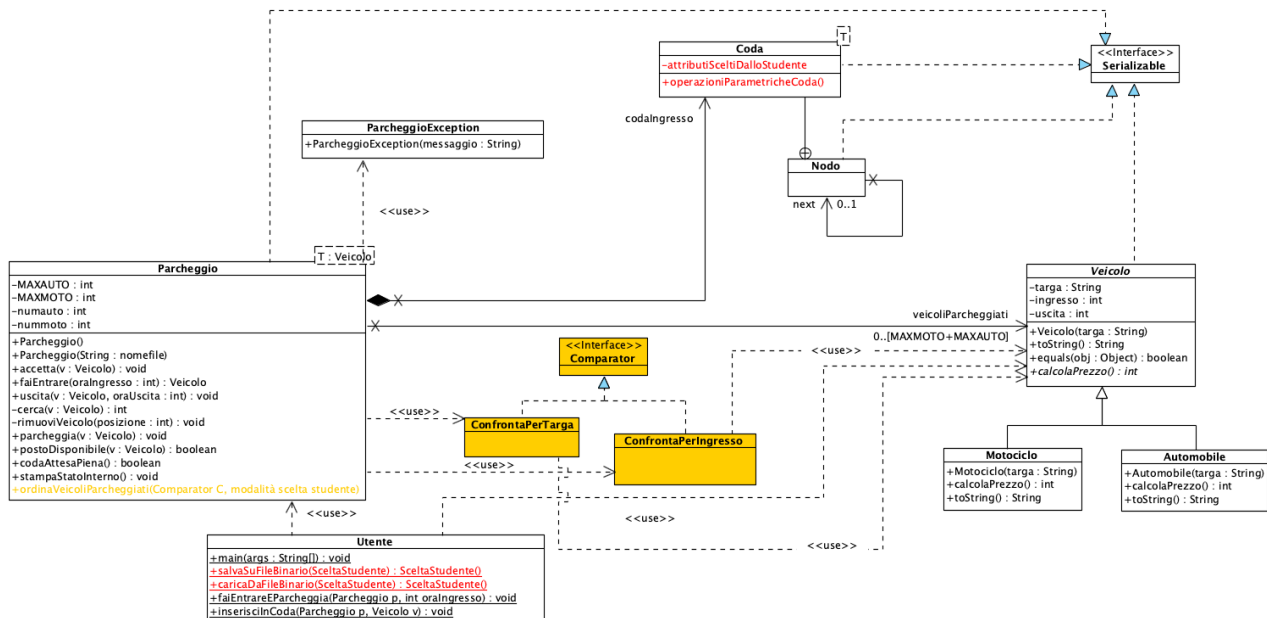 Coda
T
-attributiSceltiDalloStudente
+operazioniParametricheCoda()
<<Interface>>
Serializable
codaIngresso
ParcheggioException
+ParcheggioException(messaggio : String)
Nodo
next
0..1
<<use>>
T : Veicolo
Parcheggio
-MAXAUTO : int
-MAXMOTO : int
-numauto : int
-nummoto : int
+Parcheggio()
+Parcheggio(String : nomefile)
+accetta(v : Veicolo) : void
+faiEntrare(oraIngresso : int) : Veicolo
+uscita(v : Veicolo, oraUscita : int) : void
-cerca(v : Veicolo) : int
-rimuoviVeicolo(posizione : int) : void
+parcheggia(v : Veicolo) : void
+postoDisponibile(v : Veicolo) : boolean
+codaAttesaPiena() : boolean
+stampaStatoInterno() : void
+ordinaVeicoliParcheggiati(Comparator C, modalità scelta studente)
Veicolo
-targa : String
-ingresso : int
-uscita : int
+Veicolo(targa : String)
+toString() : String
+equals(obj : Object) : boolean
+calcolaPrezzo() : int
veicoliParcheggiati
0..[MAXMOTO+MAXAUTO]
<<Interface>>
Comparator
<<use>>
<<use>>
ConfrontaPerTarga
ConfrontaPerIngresso
<<use>>
Motociclo
+Motociclo(targa : String)
+calcolaPrezzo() : int
+toString() : String
Automobile
+Automobile(targa : String)
+calcolaPrezzo() : int
+toString() : String
<<use>>
<<use>>
<<use>>
Utente
+main(args : String[]) : void
+salvaSuFileBinario(SceltaStudente) : SceltaStudente()
+caricaDaFileBinario(SceltaStudente) : SceltaStudente()
+faiEntrareEParcheggia(Parcheggio p, int oraIngresso) : void
+inserisciInCoda(Parcheggio p, Veicolo v) : void